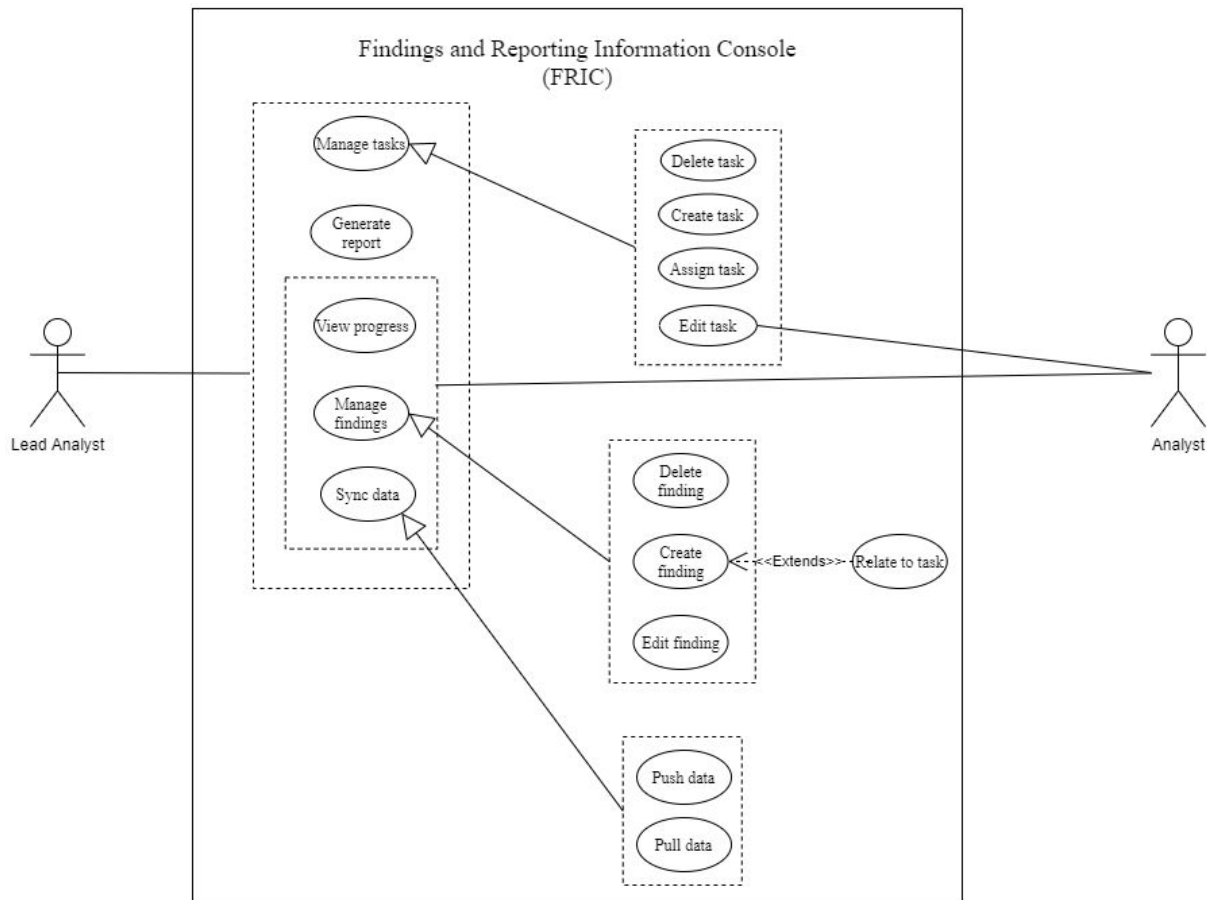 Findings and Reporting Information Console
(FRIC)
Manage tasks
Generate
report
View progress
Manage
findings
Sync data
Delete task
Create task
Assign task
Edit task
Delete
finding
Create
finding
<<Extends>>
Relate to task
Edit finding
Push data
Pull data
Lead Analyst
Analyst